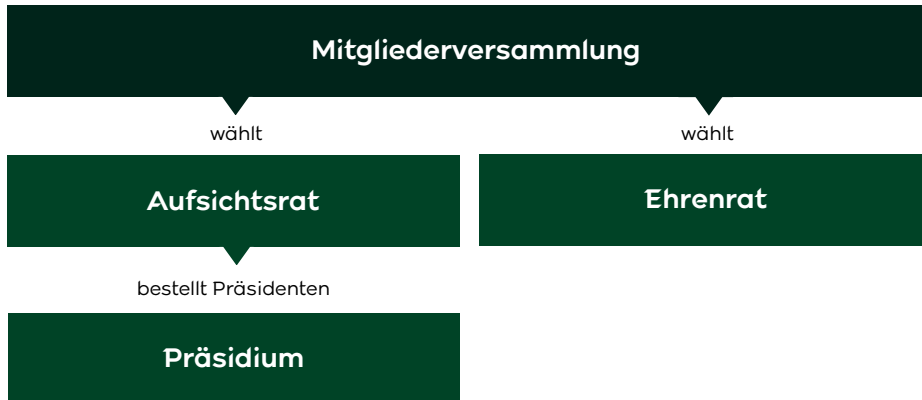 Mitgliederversammlung
wählt
wählt
Aufsichtsrat
Ehrenrat
bestellt Präsidenten
Präsidium